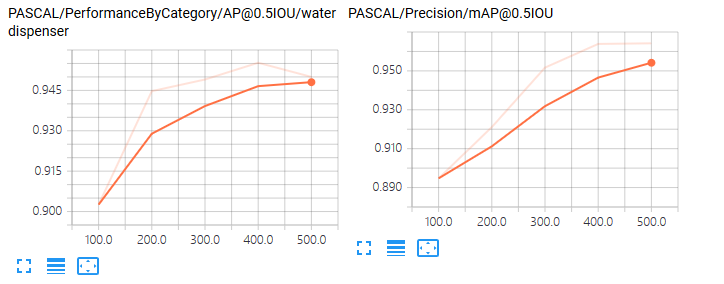 PASCAL/PerformanceByCategory/AP@0.5IOU/water
dispenser
0.945
0.930
0.915
0.900
100.0 200.0 300.0 400.0 500.0
PASCAL/Precision/mAP@0.5IOU
0.950
0.930
0.910
0.890
100.0 200.0 300.0 400.0 500.0